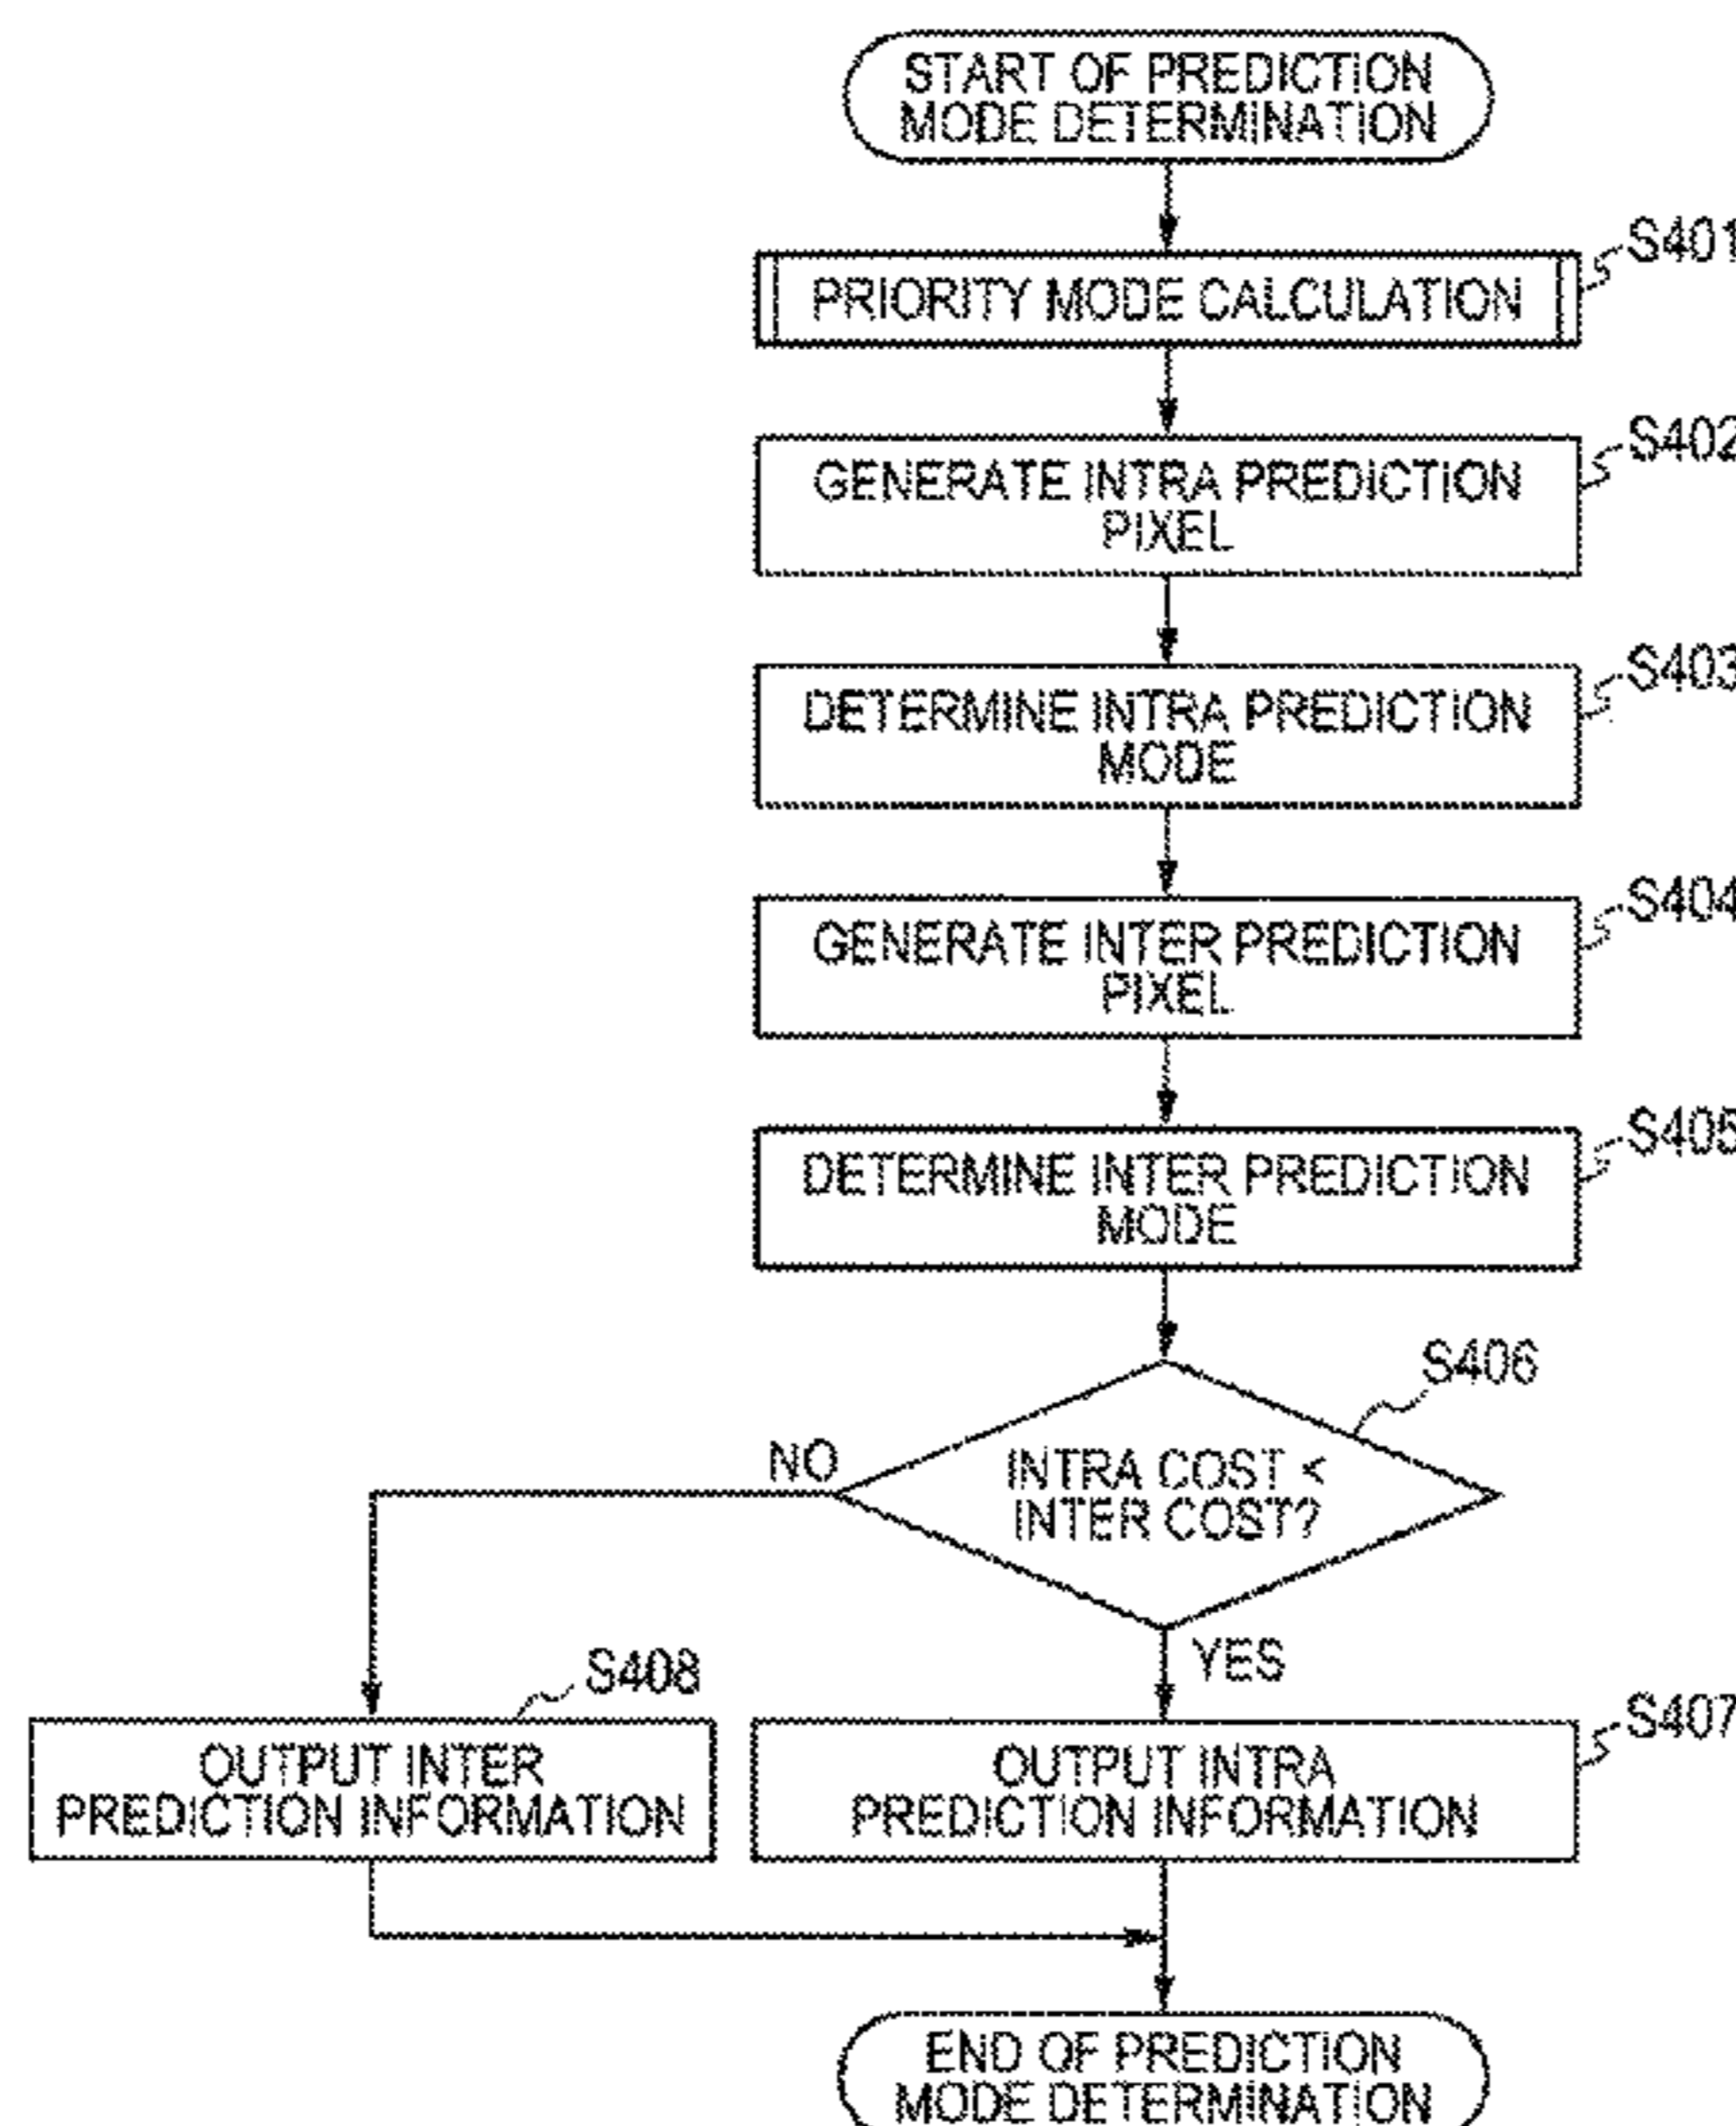 START OF PREDICTION
MODE DETERMINATION
S401
PRIORITY MODE CALCULATION
S402
GENERATE INTRA PREDICTION
PIXEL
S403
DETERMINE INTRA PREDICTION
MODE
S404
GENERATE INTER PREDICTION
PIXEL
S405
DETERMINE INTER PREDICTION
MODE
S406
NO
INTRA COST <
INTER COST?
YES
S408
OUTPUT INTER
PREDICTION INFORMATION
S407
OUTPUT INTRA
PREDICTION INFORMATION
END OF PREDICTION
MODE DETERMINATION